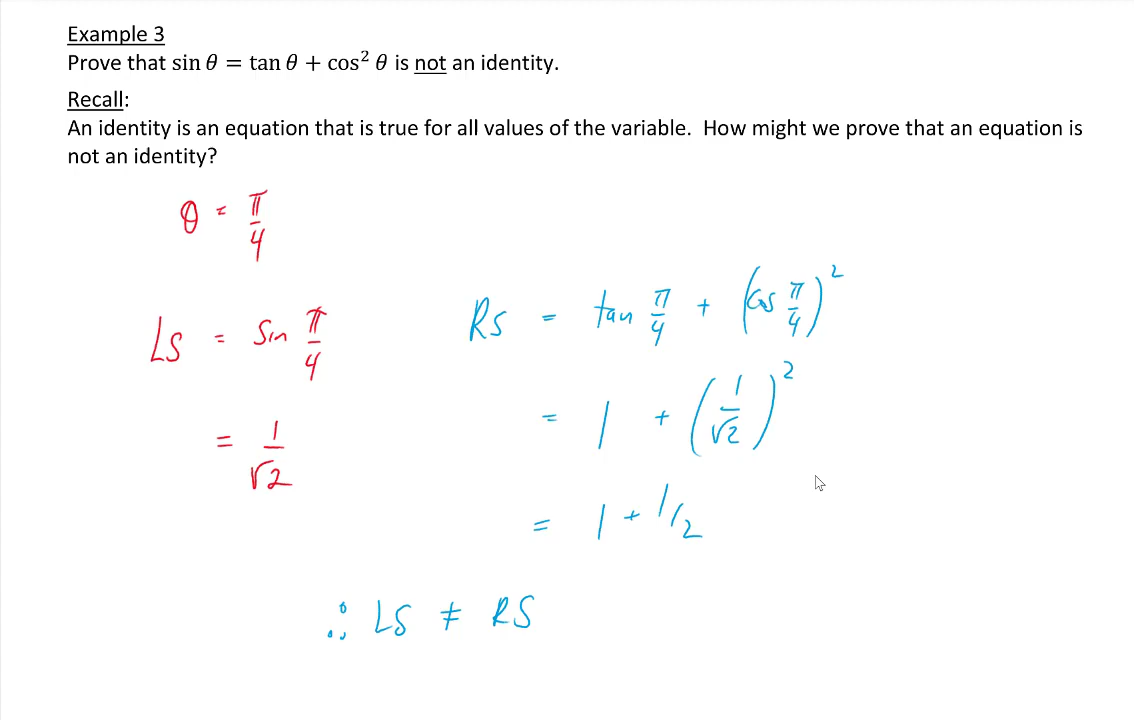 Example 3
Prove that sin θ = tan θ + cos² θ is not an identity.
Recall:
An identity is an equation that is true for all values of the variable.  How might we prove that an equation is
not an identity?
θ = π/4
LS = sin π/4
= 1/√2
RS = tan π/4 + (cos π/4)²
= 1 + (1/√2)²
= 1 + 1/2
∴ LS ≠ RS